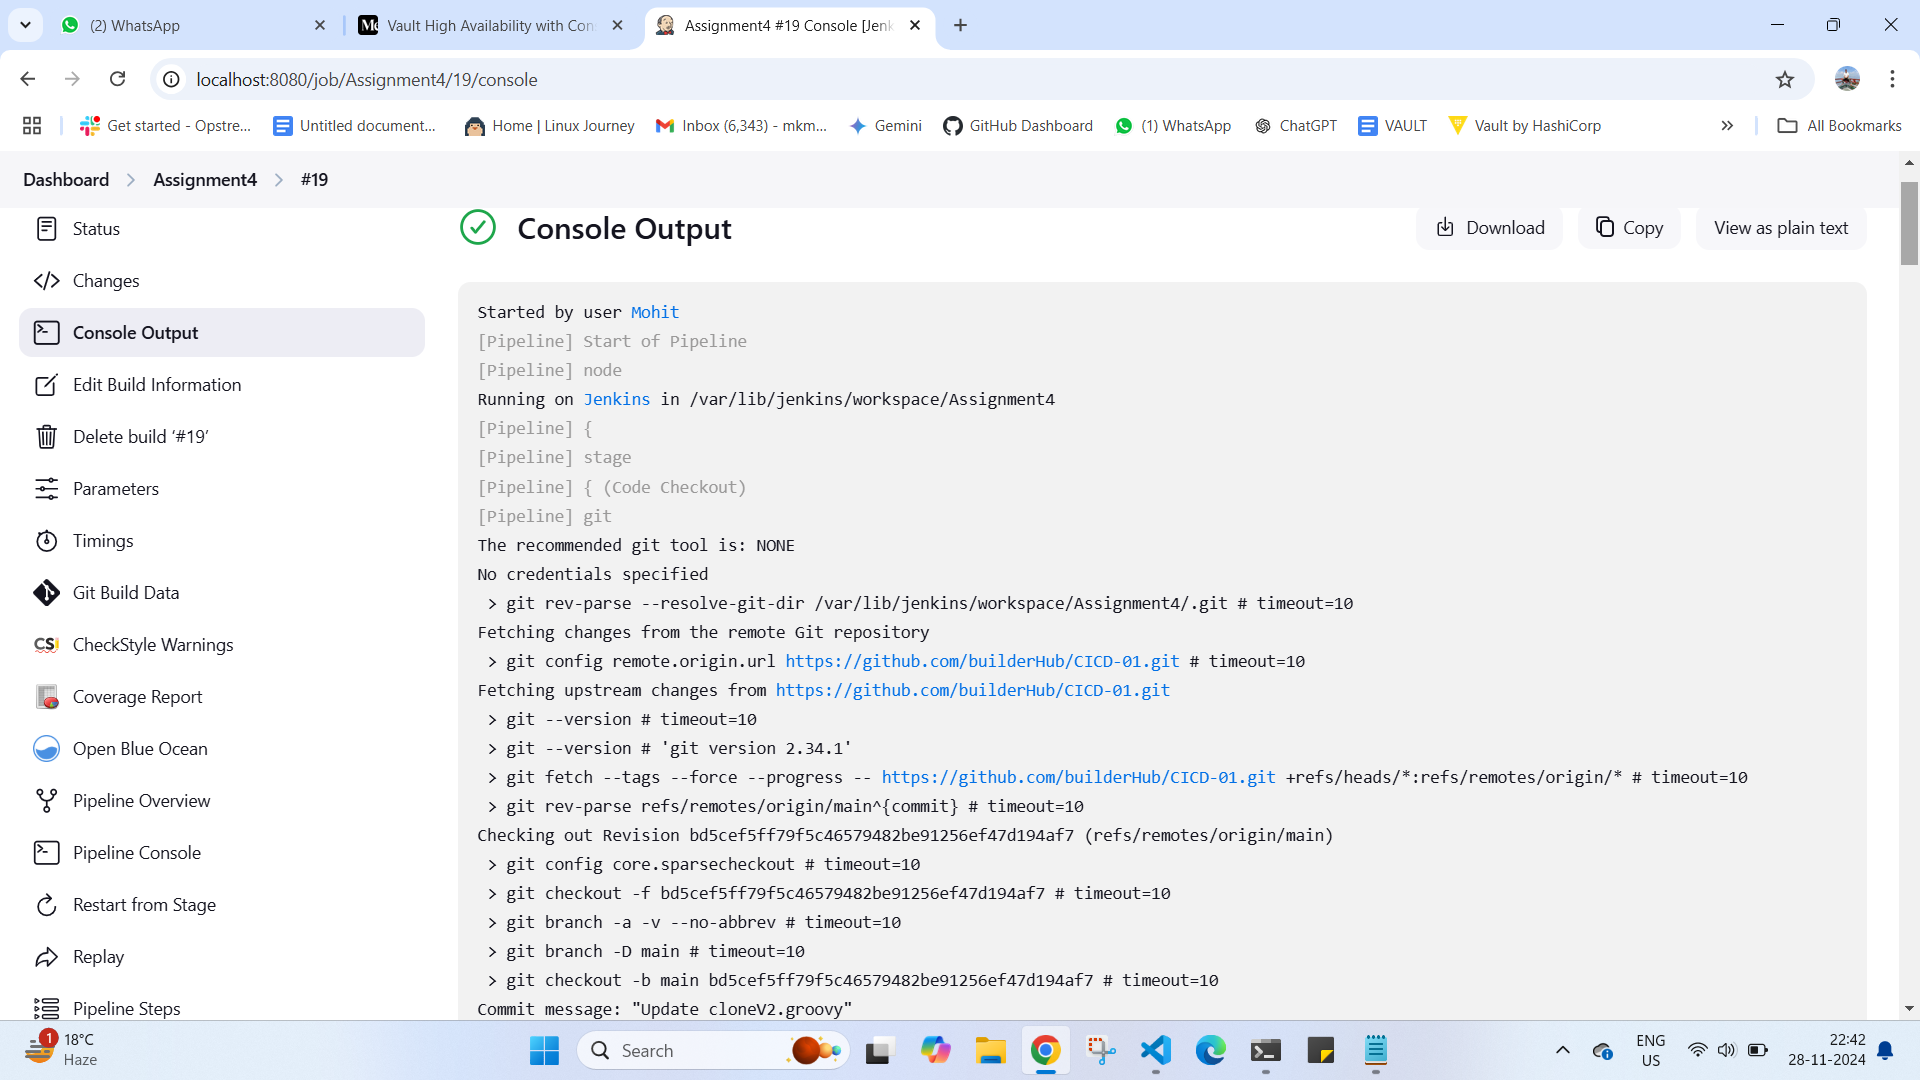 (2) WhatsApp
Vault High Availability with Con
Assignment4 #19 Console [Jenk
localhost:8080/job/Assignment4/19/console
Get started - Opstre...
Untitled document...
Home | Linux Journey
Inbox (6,343) - mkm...
Gemini
GitHub Dashboard
(1) WhatsApp
ChatGPT
VAULT
Vault by HashiCorp
All Bookmarks
Dashboard
Assignment4
#19
Status
Changes
Console Output
Edit Build Information
Delete build ‘#19’
Parameters
Timings
Git Build Data
CheckStyle Warnings
Coverage Report
Open Blue Ocean
Pipeline Overview
Pipeline Console
Restart from Stage
Replay
Pipeline Steps
Console Output
Download
Copy
View as plain text
Started by user Mohit
[Pipeline] Start of Pipeline
[Pipeline] node
Running on Jenkins in /var/lib/jenkins/workspace/Assignment4
[Pipeline] {
[Pipeline] stage
[Pipeline] { (Code Checkout)
[Pipeline] git
The recommended git tool is: NONE
No credentials specified
> git rev-parse --resolve-git-dir /var/lib/jenkins/workspace/Assignment4/.git # timeout=10
Fetching changes from the remote Git repository
> git config remote.origin.url https://github.com/builderHub/CICD-01.git # timeout=10
Fetching upstream changes from https://github.com/builderHub/CICD-01.git
> git --version # timeout=10
> git --version # 'git version 2.34.1'
> git fetch --tags --force --progress -- https://github.com/builderHub/CICD-01.git +refs/heads/*:refs/remotes/origin/* # timeout=10
> git rev-parse refs/remotes/origin/main^{commit} # timeout=10
Checking out Revision bd5cef5ff79f5c46579482be91256ef47d194af7 (refs/remotes/origin/main)
> git config core.sparsecheckout # timeout=10
> git checkout -f bd5cef5ff79f5c46579482be91256ef47d194af7 # timeout=10
> git branch -a -v --no-abbrev # timeout=10
> git branch -D main # timeout=10
> git checkout -b main bd5cef5ff79f5c46579482be91256ef47d194af7 # timeout=10
Commit message: "Update cloneV2.groovy"
1
18°C
Haze
Search
ENG
US
22:42
28-11-2024